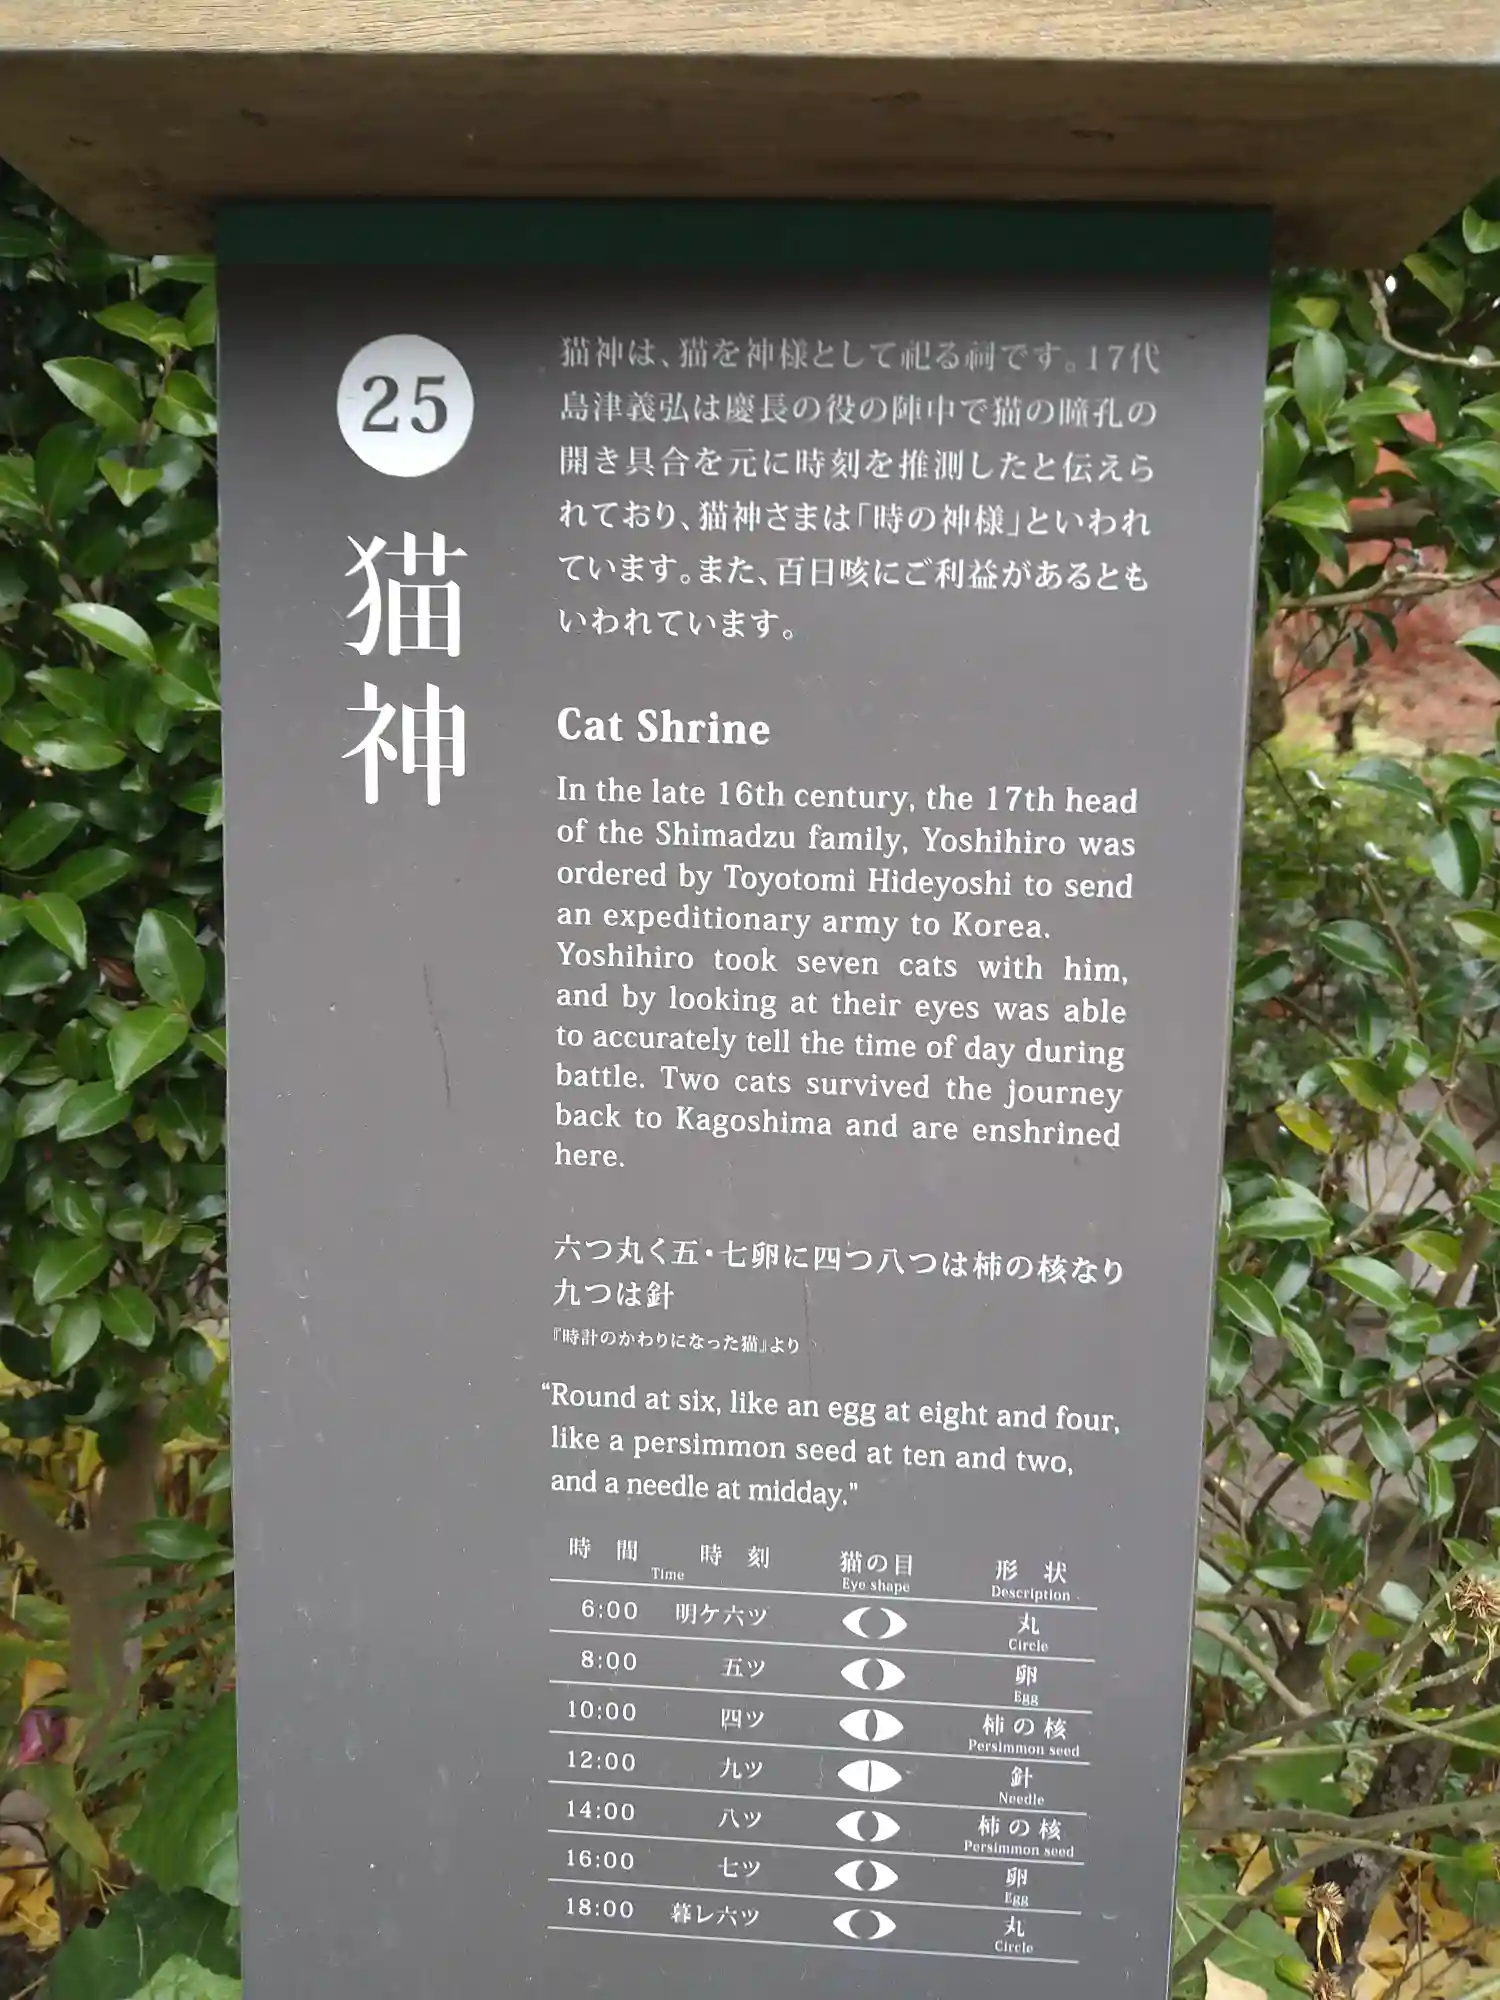 25
猫神
猫神は、猫を神様として祀る祠です。17代
島津義弘は慶長の役の陣中で猫の瞳孔の
開き具合を元に時刻を推測したと伝えら
れており、猫神さまは「時の神様」といわれ
ています。また、百日咳にご利益があるとも
いわれています。
Cat Shrine
In the late 16th century, the 17th head
of the Shimadzu family, Yoshihiro was
ordered by Toyotomi Hideyoshi to send
an expeditionary army to Korea.
Yoshihiro took seven cats with him,
and by looking at their eyes was able
to accurately tell the time of day during
battle. Two cats survived the journey
back to Kagoshima and are enshrined
here.
六つ丸く五・七卵に四つ八つは柿の核なり
九つは針
『時計のかわりになった猫』より
“Round at six, like an egg at eight and four,
like a persimmon seed at ten and two,
and a needle at midday."
時間 時刻 猫の目 形状
Time Eye shape Description
6:00 明ケ六ツ 丸
Circle
8:00 五ツ 卵
Egg
10:00 四ツ 柿の核
Persimmon seed
12:00 九ツ 針
Needle
14:00 八ツ 柿の核
Persimmon seed
16:00 七ツ 卵
Egg
18:00 暮レ六ツ 丸
Circle